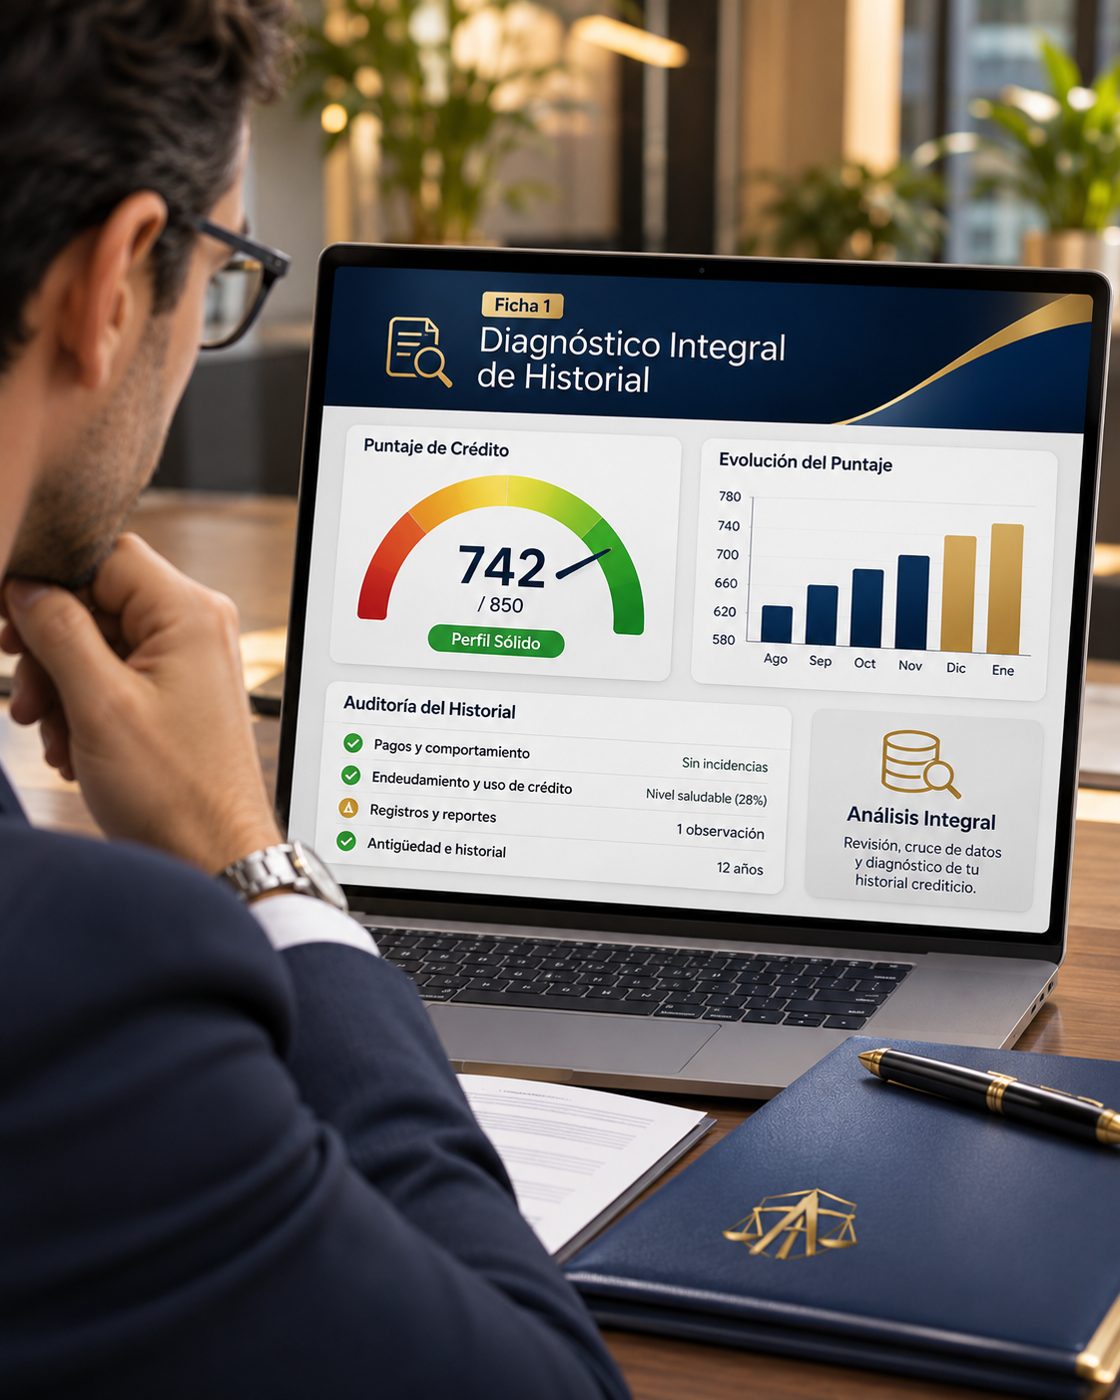 Ficha 1
Diagnóstico Integral
de Historial
Puntaje de Crédito
742
/ 850
Perfil Sólido
Evolución del Puntaje
780
740
700
660
620
580
Ago Sep Oct Nov Dic Ene
Auditoría del Historial
Pagos y comportamiento Sin incidencias
Endeudamiento y uso de crédito Nivel saludable (28%)
Registros y reportes 1 observación
Antigüedad e historial 12 años
Análisis Integral
Revisión, cruce de datos
y diagnóstico de tu
historial crediticio.